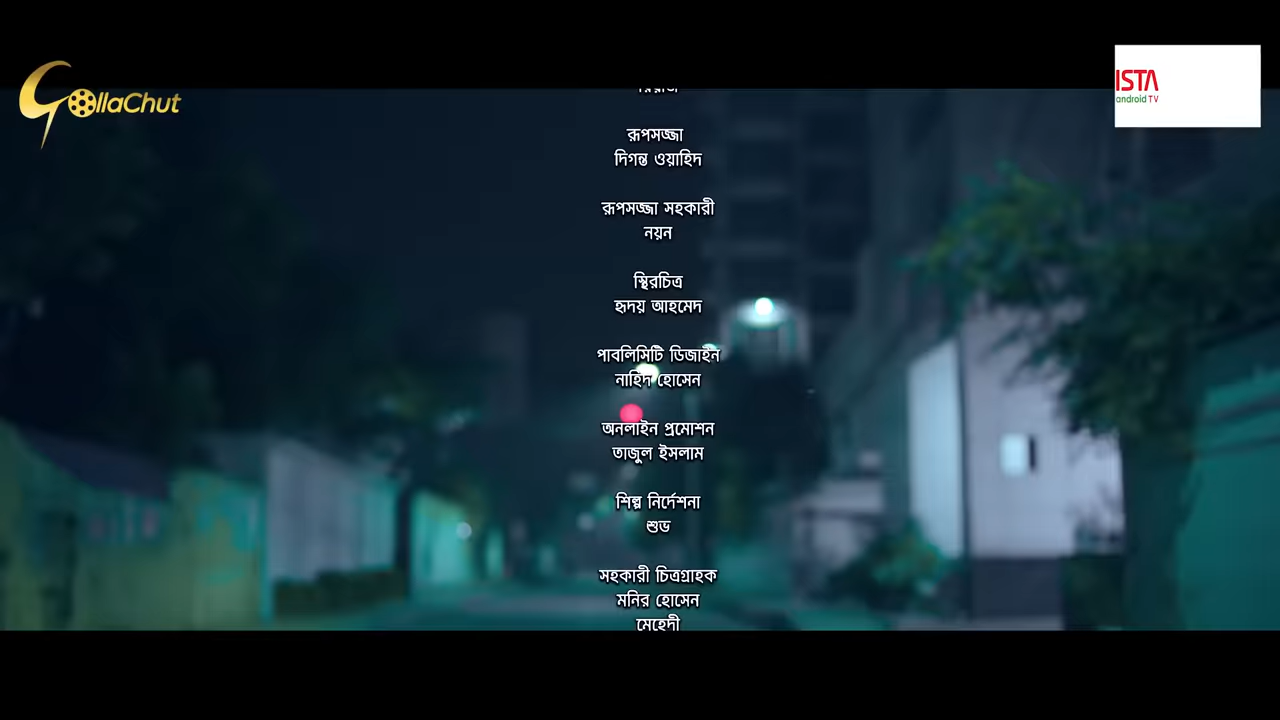 GollaChut
ISTA
android TV
রূপসজ্জা
দিগন্ত ওয়াহিদ
রূপসজ্জা সহকারী
নয়ন
স্থিরচিত্র
হৃদয় আহমেদ
পাবলিসিটি ডিজাইন
নাহিদ হোসেন
অনলাইন প্রমোশন
তাজুল ইসলাম
শিল্প নির্দেশনা
শুভ
সহকারী চিত্রগ্রাহক
মনির হোসেন
মেহেদী